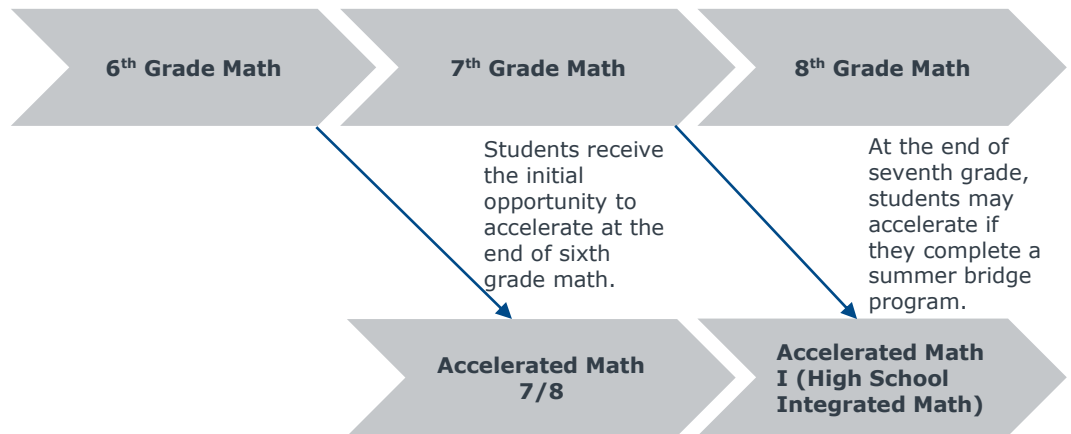 6th Grade Math
7th Grade Math
8th Grade Math
Students receive
the initial
opportunity to
accelerate at the
end of sixth
grade math.
At the end of
seventh grade,
students may
accelerate if
they complete a
summer bridge
program.
Accelerated Math
7/8
Accelerated Math
I (High School
Integrated Math)